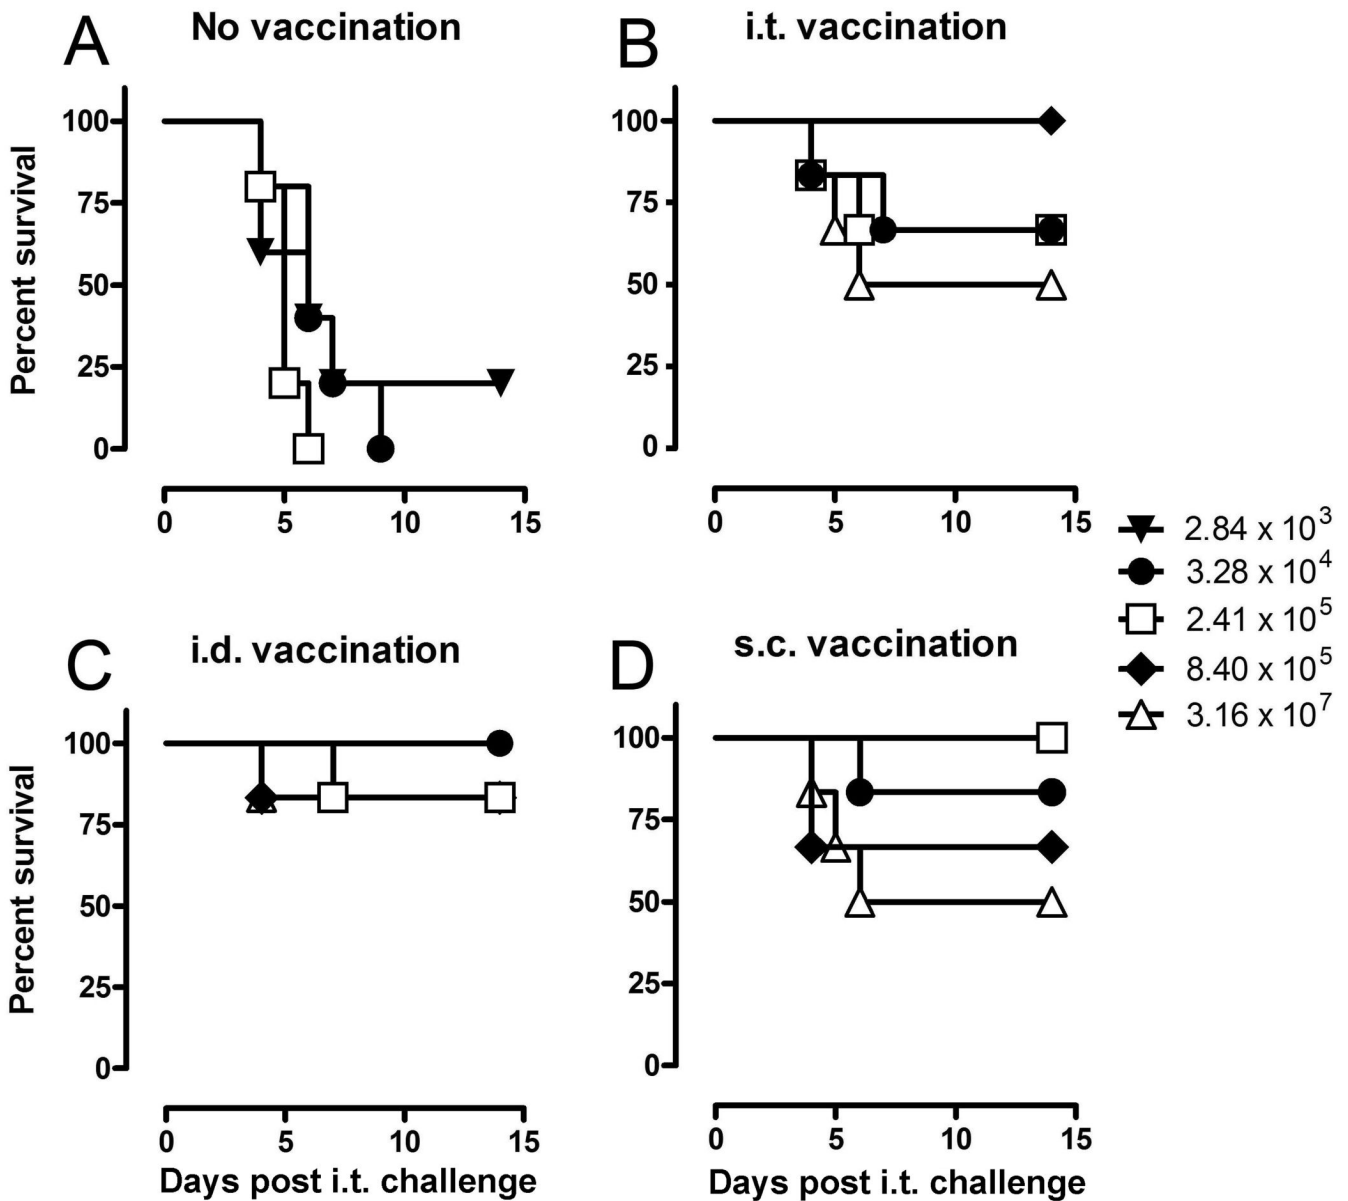 A No vaccination
Percent survival
100
75
50
25
0
0 5 10 15
B i.t. vaccination
100
75
50
25
0
0 5 10 15
2.84 x 10³
3.28 x 10⁴
2.41 x 10⁵
8.40 x 10⁵
3.16 x 10⁷
C i.d. vaccination
Percent survival
100
75
50
25
0
0 5 10 15
Days post i.t. challenge
D s.c. vaccination
100
75
50
25
0
0 5 10 15
Days post i.t. challenge